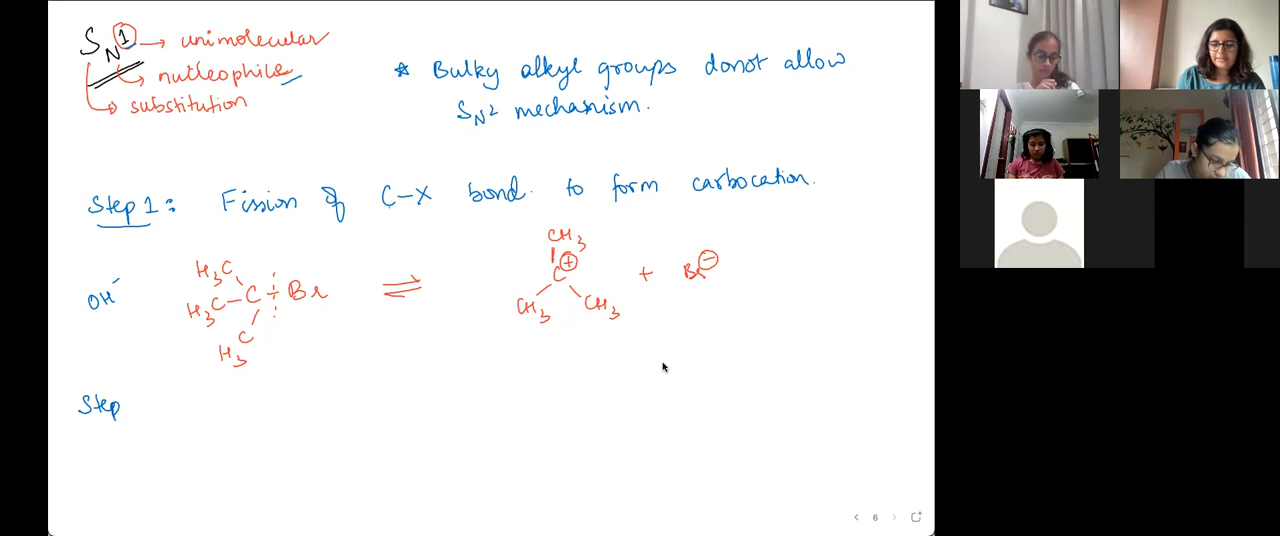 SN1 → unimolecular
→ nucleophile
→ substitution
* Bulky alkyl groups donot allow
SN2 mechanism.
Step 1: Fission of C-X bond. to form carbocation.
OH⁻ H3C H3C-C-Br H3C ⇌ CH3 C⊕ CH3 CH3 + Br⊖
Step
6